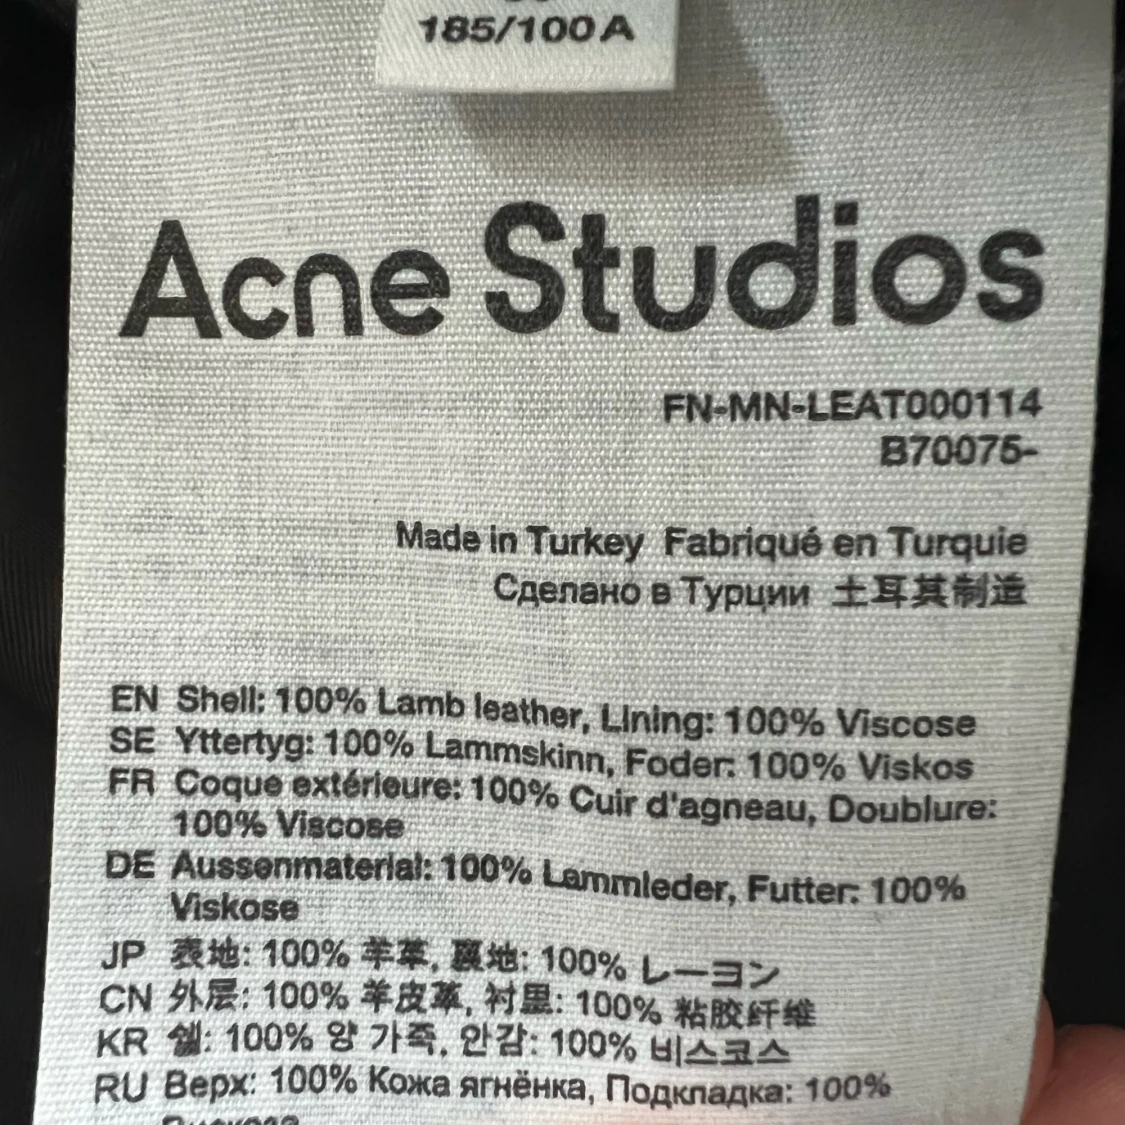 185/100A
Acne Studios
FN-MN-LEAT000114
B70075-
Made in Turkey Fabriqué en Turquie
Сделано в Турции 土耳其制造
EN Shell: 100% Lamb leather, Lining: 100% Viscose
SE Yttertyg: 100% Lammskinn, Foder: 100% Viskos
FR Coque extérieure: 100% Cuir d'agneau, Doublure:
100% Viscose
DE Aussenmaterial: 100% Lammleder, Futter: 100%
Viskose
JP 表地: 100% 羊革, 裏地: 100% レーヨン
CN 外层: 100% 羊皮革, 衬里: 100% 粘胶纤维
KR 쉘: 100% 양 가죽, 안감: 100% 비스코스
RU Верх: 100% Кожа ягнёнка, Подкладка: 100%